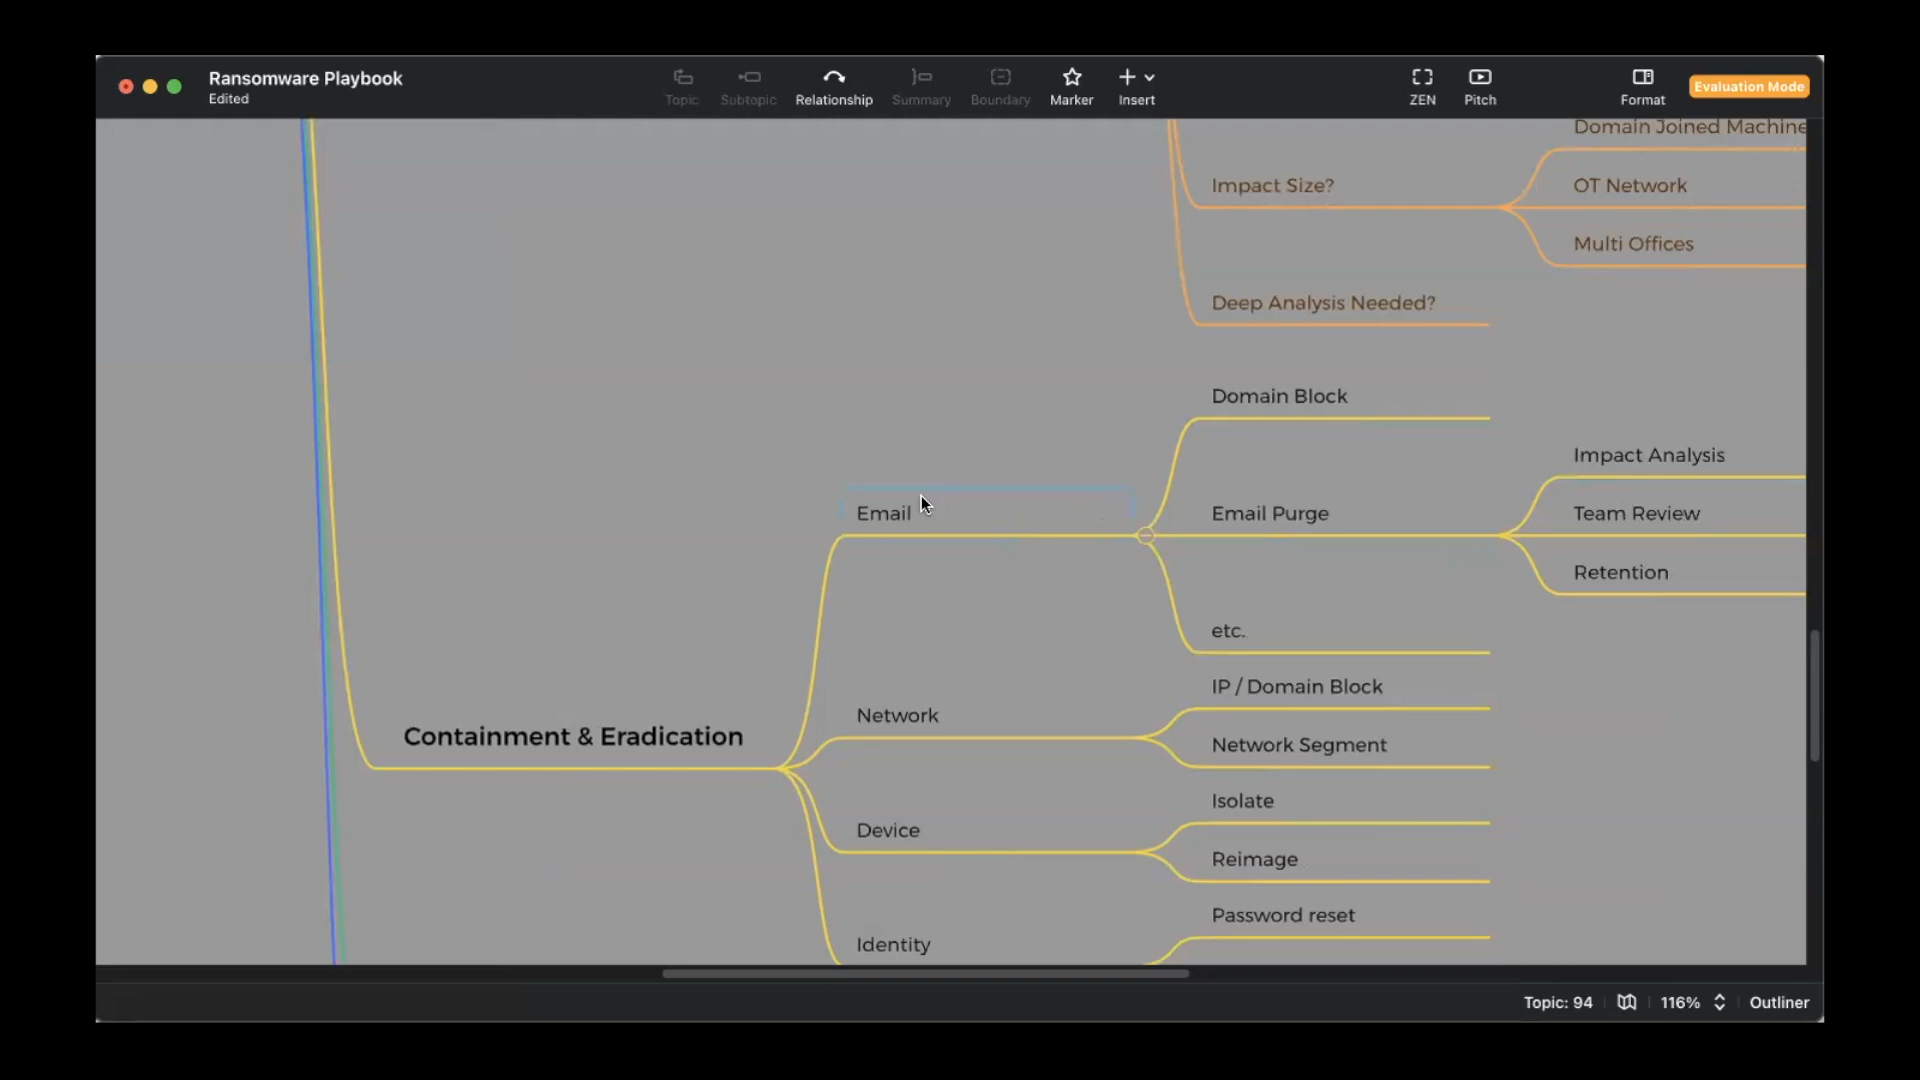 Ransomware Playbook
Edited
Topic
Subtopic
Relationship
Summary
Boundary
Marker
Insert
ZEN
Pitch
Format
Evaluation Mode
Domain Joined Machine
Impact Size?
OT Network
Multi Offices
Deep Analysis Needed?
Domain Block
Impact Analysis
Email
Email Purge
Team Review
Retention
etc.
IP / Domain Block
Network
Containment & Eradication
Network Segment
Isolate
Device
Reimage
Password reset
Identity
Topic: 94
116%
Outliner